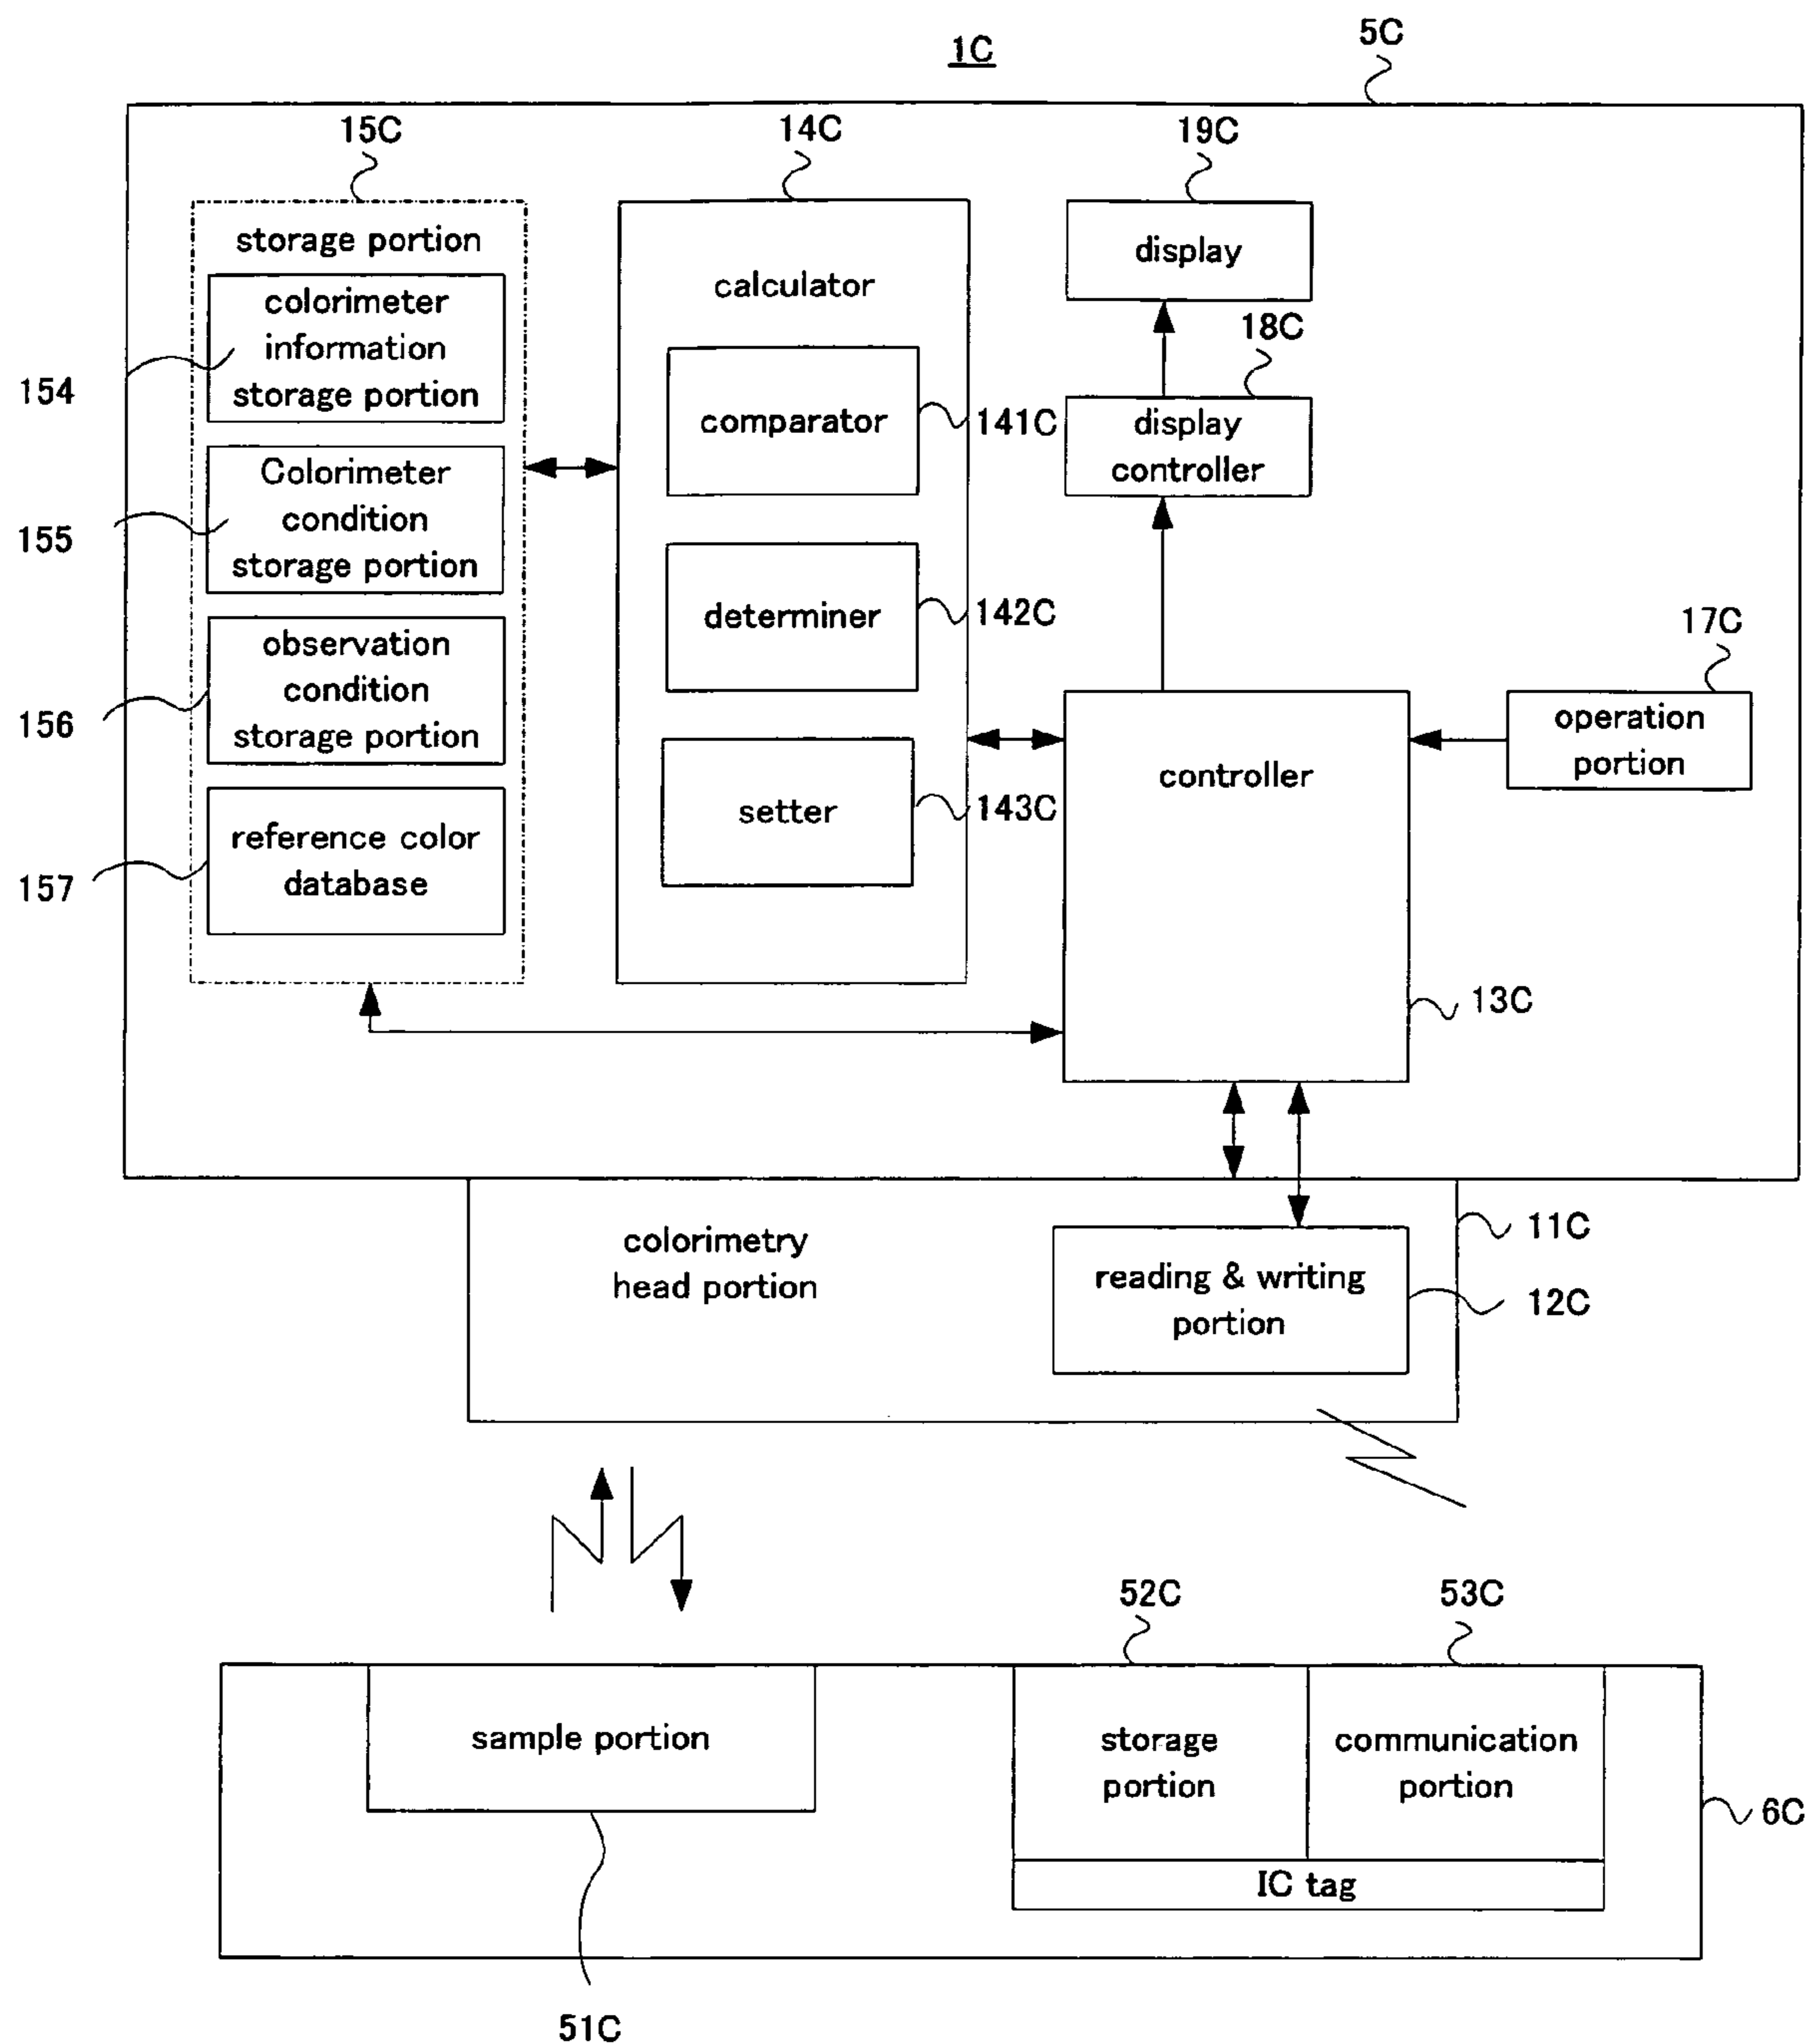 1C
5C
15C
14C
19C
storage portion
colorimeter
information
storage portion
154
Colorimeter
condition
storage portion
155
observation
condition
storage portion
156
reference color
database
157
calculator
comparator
141C
determiner
142C
setter
143C
display
18C
display
controller
controller
13C
17C
operation
portion
colorimetry
head portion
11C
reading & writing
portion
12C
52C
53C
sample portion
51C
storage
portion
communication
portion
IC tag
6C